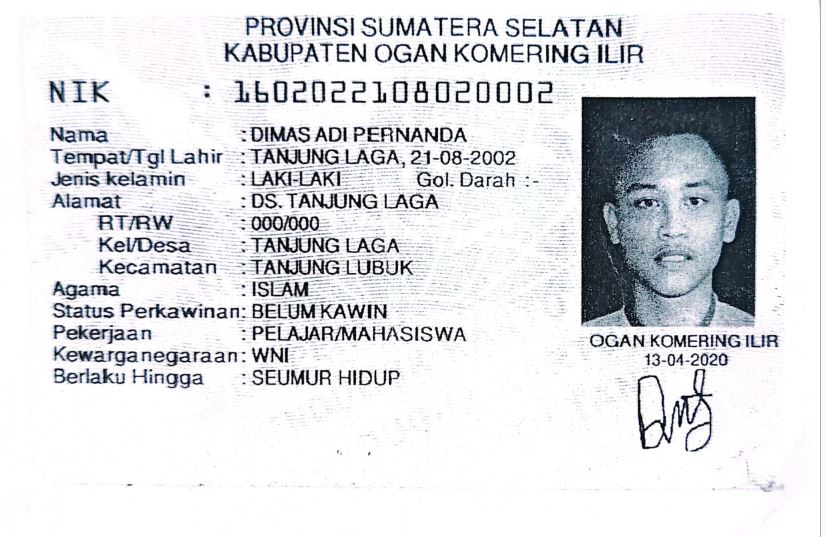 PROVINSI SUMATERA SELATAN
KABUPATEN OGAN KOMERING ILIR
NIK : 1602022108020002
Nama : DIMAS ADI PERNANDA
Tempat/Tgl Lahir : TANJUNG LAGA, 21-08-2002
Jenis kelamin : LAKI-LAKI Gol. Darah :-
Alamat : DS. TANJUNG LAGA
RT/RW : 000/000
Kel/Desa : TANJUNG LAGA
Kecamatan : TANJUNG LUBUK
Agama : ISLAM
Status Perkawinan: BELUM KAWIN
Pekerjaan : PELAJAR/MAHASISWA
Kewarganegaraan: WNI
Berlaku Hingga : SEUMUR HIDUP
OGAN KOMERING ILIR
13-04-2020